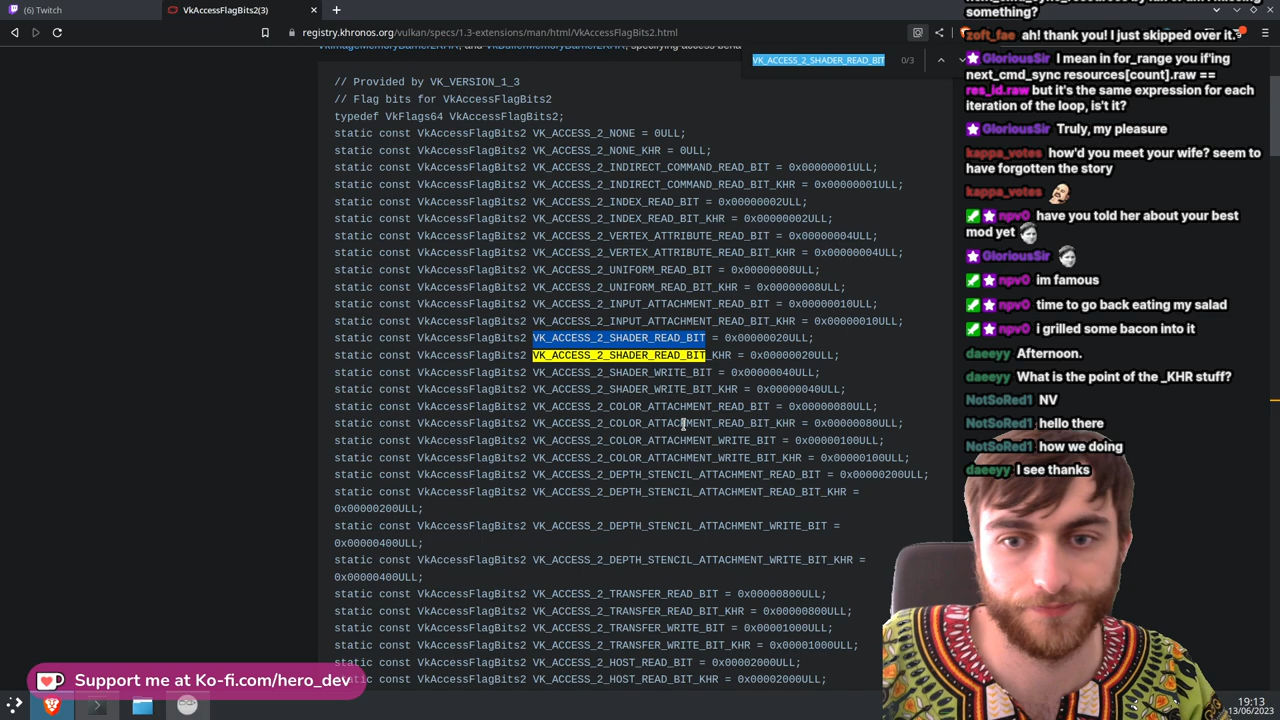 (6) Twitch
VkAccessFlagBits2(3)
registry.khronos.org/vulkan/specs/1.3-extensions/man/html/VkAccessFlagBits2.html
VK_ACCESS_2_SHADER_READ_BIT
0/3
// Provided by VK_VERSION_1_3
// Flag bits for VkAccessFlagBits2
typedef VkFlags64 VkAccessFlagBits2;
static const VkAccessFlagBits2 VK_ACCESS_2_NONE = 0ULL;
static const VkAccessFlagBits2 VK_ACCESS_2_NONE_KHR = 0ULL;
static const VkAccessFlagBits2 VK_ACCESS_2_INDIRECT_COMMAND_READ_BIT = 0x00000001ULL;
static const VkAccessFlagBits2 VK_ACCESS_2_INDIRECT_COMMAND_READ_BIT_KHR = 0x00000001ULL;
static const VkAccessFlagBits2 VK_ACCESS_2_INDEX_READ_BIT = 0x00000002ULL;
static const VkAccessFlagBits2 VK_ACCESS_2_INDEX_READ_BIT_KHR = 0x00000002ULL;
static const VkAccessFlagBits2 VK_ACCESS_2_VERTEX_ATTRIBUTE_READ_BIT = 0x00000004ULL;
static const VkAccessFlagBits2 VK_ACCESS_2_VERTEX_ATTRIBUTE_READ_BIT_KHR = 0x00000004ULL;
static const VkAccessFlagBits2 VK_ACCESS_2_UNIFORM_READ_BIT = 0x00000008ULL;
static const VkAccessFlagBits2 VK_ACCESS_2_UNIFORM_READ_BIT_KHR = 0x00000008ULL;
static const VkAccessFlagBits2 VK_ACCESS_2_INPUT_ATTACHMENT_READ_BIT = 0x00000010ULL;
static const VkAccessFlagBits2 VK_ACCESS_2_INPUT_ATTACHMENT_READ_BIT_KHR = 0x00000010ULL;
static const VkAccessFlagBits2 VK_ACCESS_2_SHADER_READ_BIT = 0x00000020ULL;
static const VkAccessFlagBits2 VK_ACCESS_2_SHADER_READ_BIT_KHR = 0x00000020ULL;
static const VkAccessFlagBits2 VK_ACCESS_2_SHADER_WRITE_BIT = 0x00000040ULL;
static const VkAccessFlagBits2 VK_ACCESS_2_SHADER_WRITE_BIT_KHR = 0x00000040ULL;
static const VkAccessFlagBits2 VK_ACCESS_2_COLOR_ATTACHMENT_READ_BIT = 0x00000080ULL;
static const VkAccessFlagBits2 VK_ACCESS_2_COLOR_ATTACHMENT_READ_BIT_KHR = 0x00000080ULL;
static const VkAccessFlagBits2 VK_ACCESS_2_COLOR_ATTACHMENT_WRITE_BIT = 0x00000100ULL;
static const VkAccessFlagBits2 VK_ACCESS_2_COLOR_ATTACHMENT_WRITE_BIT_KHR = 0x00000100ULL;
static const VkAccessFlagBits2 VK_ACCESS_2_DEPTH_STENCIL_ATTACHMENT_READ_BIT = 0x00000200ULL;
static const VkAccessFlagBits2 VK_ACCESS_2_DEPTH_STENCIL_ATTACHMENT_READ_BIT_KHR =
0x00000200ULL;
static const VkAccessFlagBits2 VK_ACCESS_2_DEPTH_STENCIL_ATTACHMENT_WRITE_BIT =
0x00000400ULL;
static const VkAccessFlagBits2 VK_ACCESS_2_DEPTH_STENCIL_ATTACHMENT_WRITE_BIT_KHR =
0x00000400ULL;
static const VkAccessFlagBits2 VK_ACCESS_2_TRANSFER_READ_BIT = 0x00000800ULL;
static const VkAccessFlagBits2 VK_ACCESS_2_TRANSFER_READ_BIT_KHR = 0x00000800ULL;
static const VkAccessFlagBits2 VK_ACCESS_2_TRANSFER_WRITE_BIT = 0x00001000ULL;
static const VkAccessFlagBits2 VK_ACCESS_2_TRANSFER_WRITE_BIT_KHR = 0x00001000ULL;
static const VkAccessFlagBits2 VK_ACCESS_2_HOST_READ_BIT = 0x00002000ULL;
static const VkAccessFlagBits2 VK_ACCESS_2_HOST_READ_BIT_KHR = 0x00002000ULL;
something?
zoft_fae ah! thank you! I just skipped over it.
GloriousSir I mean in for_range you if'ing
next_cmd_sync resources[count].raw ==
res_id.raw but it's the same expression for each
iteration of the loop, is't it?
GloriousSir Truly, my pleasure
kappa_votes how'd you meet your wife? seem to
have forgotten the story
kappa_votes
npv0 have you told her about your best
mod yet
GloriousSir
npv0 im famous
npv0 time to go back eating my salad
npv0 i grilled some bacon into it
daeeyy Afternoon.
daeeyy What is the point of the _KHR stuff?
NotSoRed1 NV
NotSoRed1 hello there
NotSoRed1 how we doing
daeeyy I see thanks
Support me at Ko-fi.com/hero_dev
19:13
13/06/2023